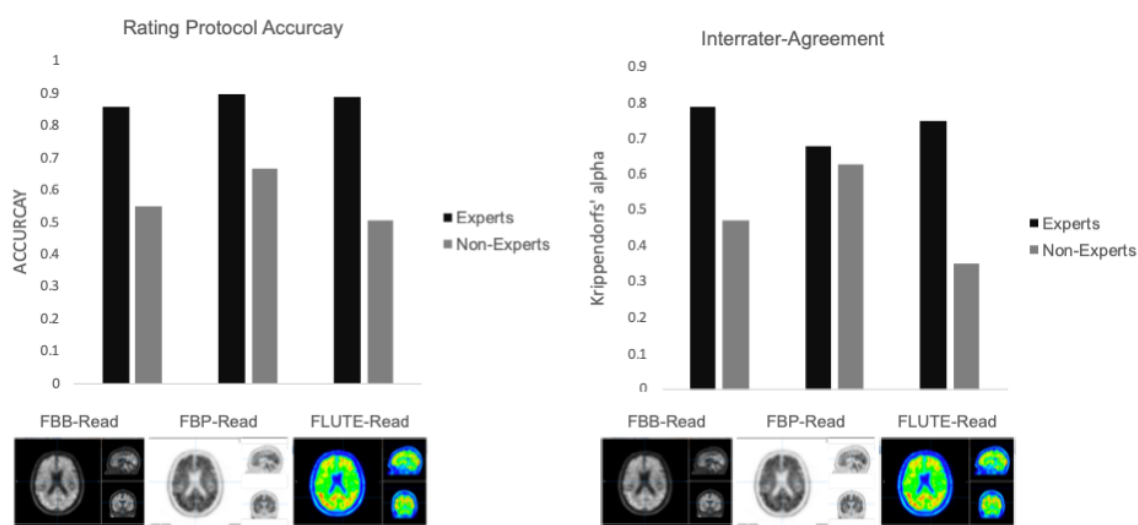 Rating Protocol Accurcay
1
0.9
0.8
0.7
0.6
0.5
0.4
0.3
0.2
0.1
0
ACCURCAY
Experts
Non-Experts
FBB-Read FBP-Read FLUTE-Read
Interrater-Agreement
0.9
0.8
0.7
0.6
0.5
0.4
0.3
0.2
0.1
0
Krippendorfs' alpha
Experts
Non-Experts
FBB-Read FBP-Read FLUTE-Read